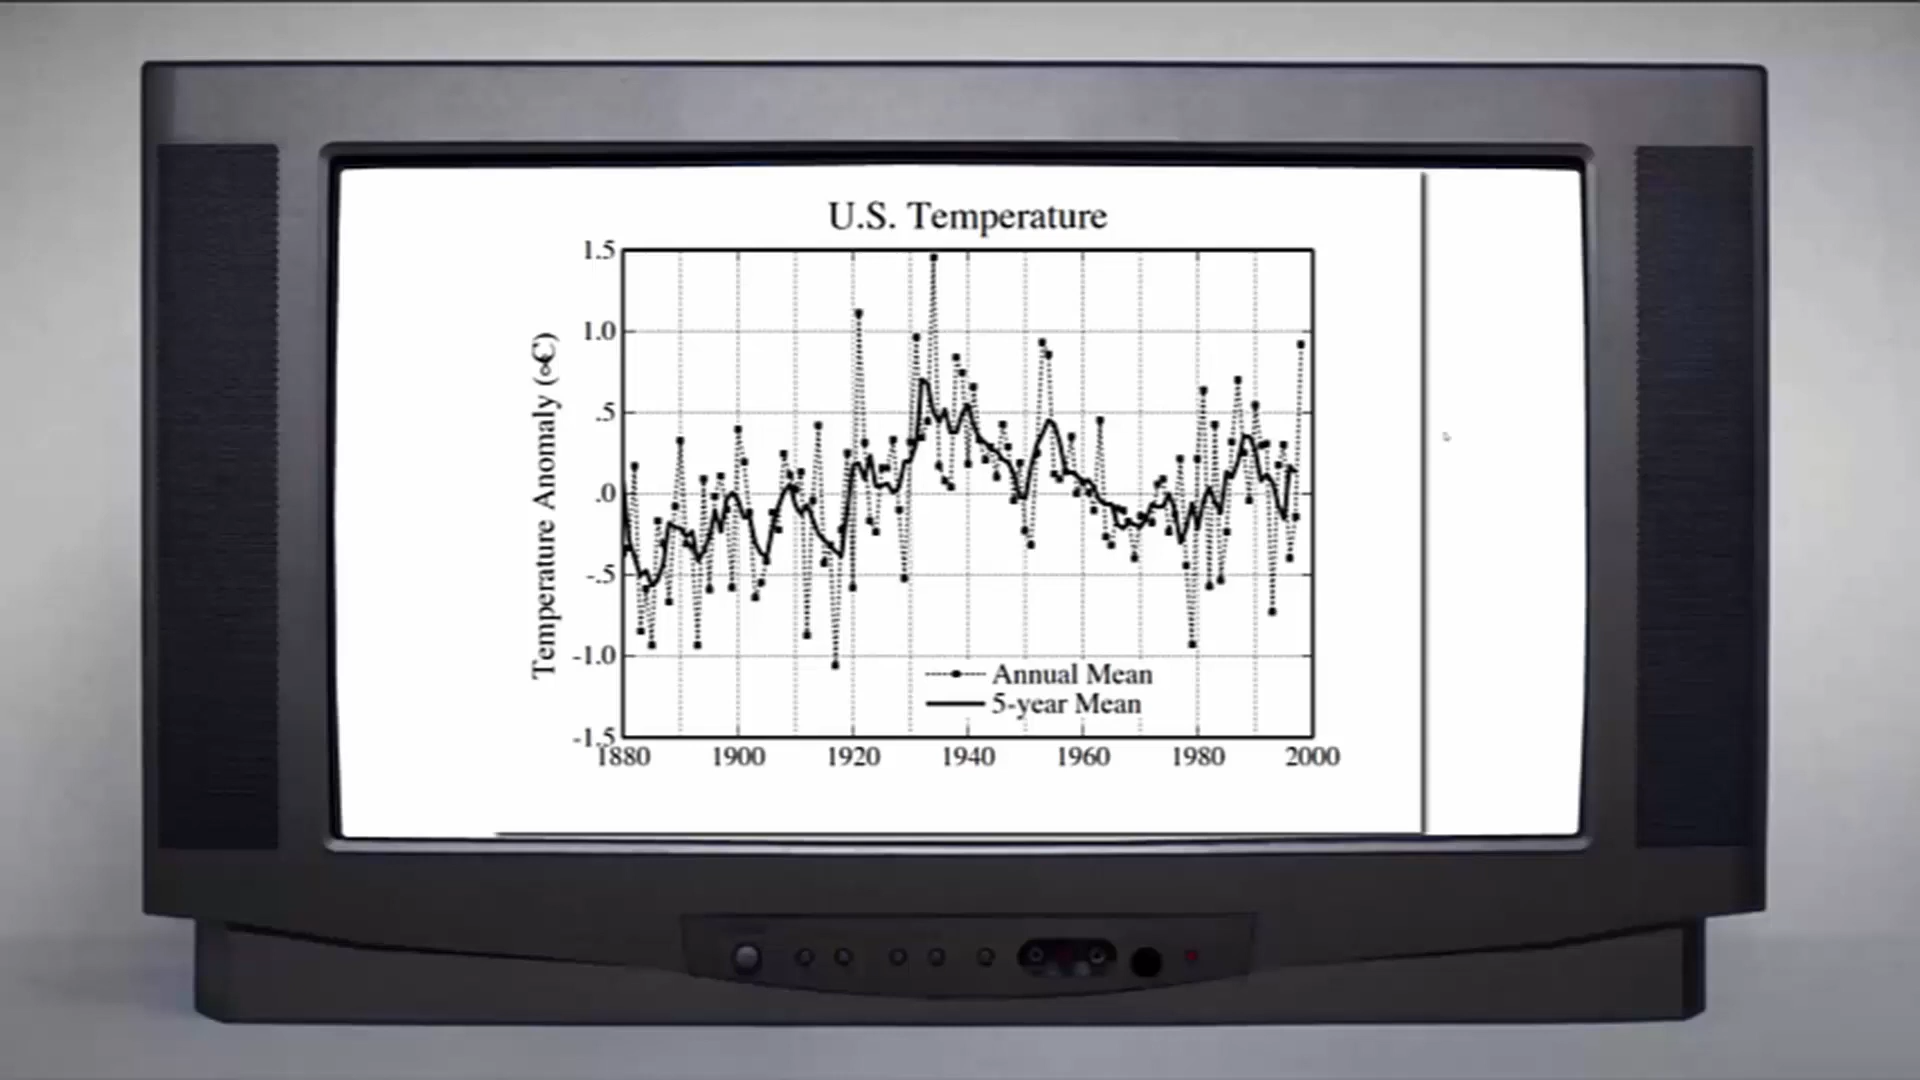 U.S. Temperature
1.5
1.0
.5
.0
-.5
-1.0
-1.5
Temperature Anomaly (°C)
Annual Mean
5-year Mean
1880 1900 1920 1940 1960 1980 2000